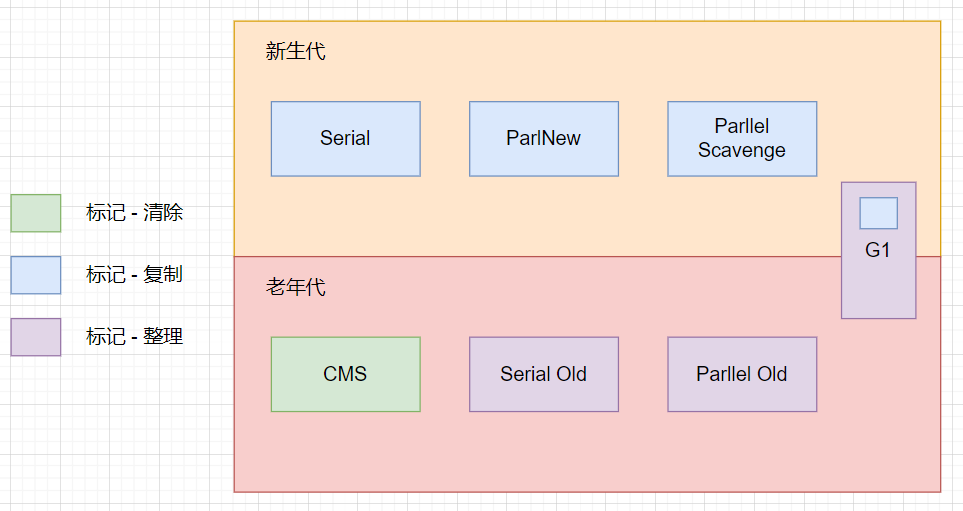 新生代
Serial
ParlNew
Parllel
Scavenge
标记 - 清除
标记 - 复制
标记 - 整理
G1
老年代
CMS
Serial Old
Parllel Old